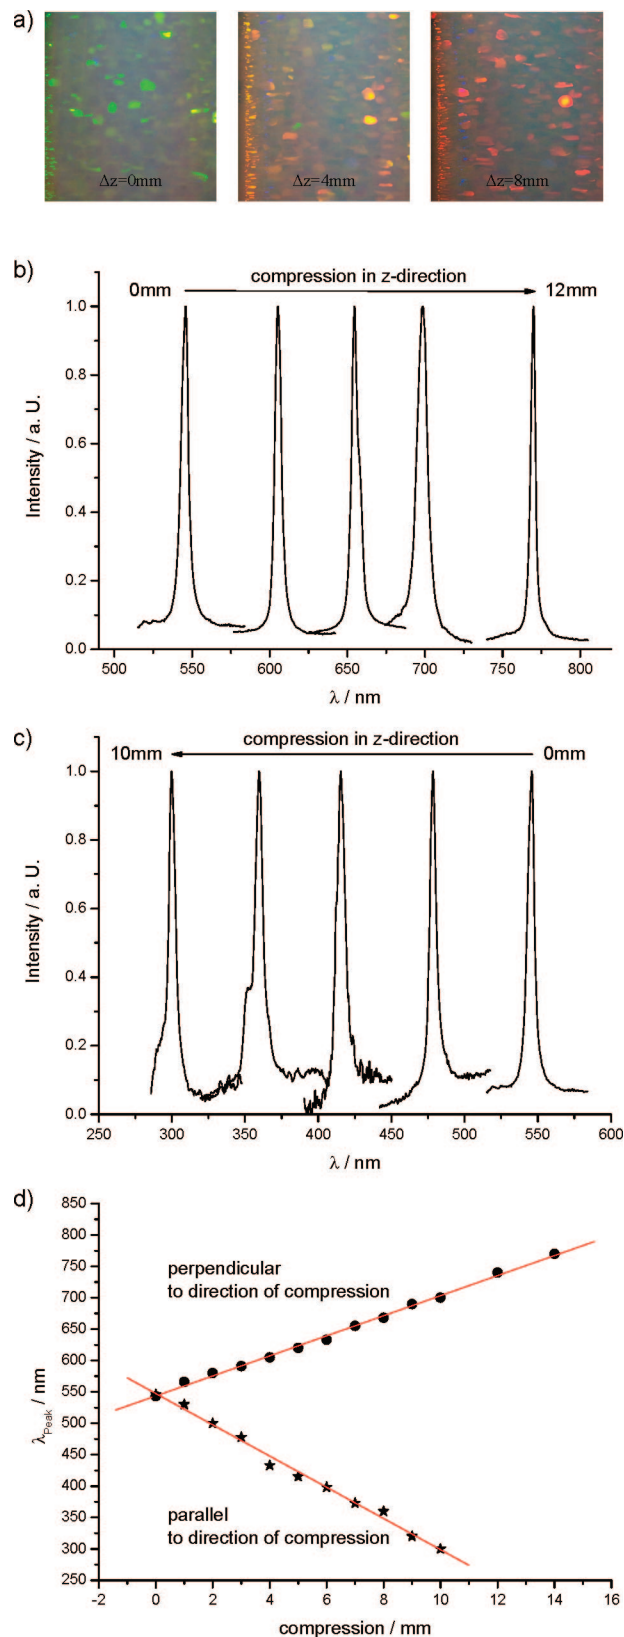 a)
Δz=0mm Δz=4mm Δz=8mm
b)
compression in z-direction
0mm 12mm
1.0
0.8
0.6
0.4
0.2
0.0
Intensity / a. U.
500 550 600 650 700 750 800
λ / nm
c)
compression in z-direction
10mm 0mm
1.0
0.8
0.6
0.4
0.2
0.0
Intensity / a. U.
250 300 350 400 450 500 550 600
λ / nm
d)
850
800
750
700
650
600
550
500
450
400
350
300
250
λPeak / nm
perpendicular
to direction of compression
parallel
to direction of compression
-2 0 2 4 6 8 10 12 14 16
compression / mm